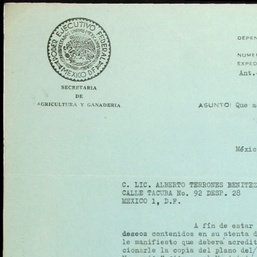 PODER EJECUTIVO FEDERAL
MEXICO D.F.
DEPEN
NUMER
EXPED
Ant.
SECRETARIA
DE
AGRICULTURA Y GANADERIA
ASUNTO: Que
Méxic
C. LIC. ALBERTO TERRONES BENITEZ
CALLE TACUBA No. 92 DESP. 28
MEXICO 1, D.F.
A fin de estar
deseos contenidos en su atenta d
le manifiesto que deberá acredit
cionarle la copia del plano del